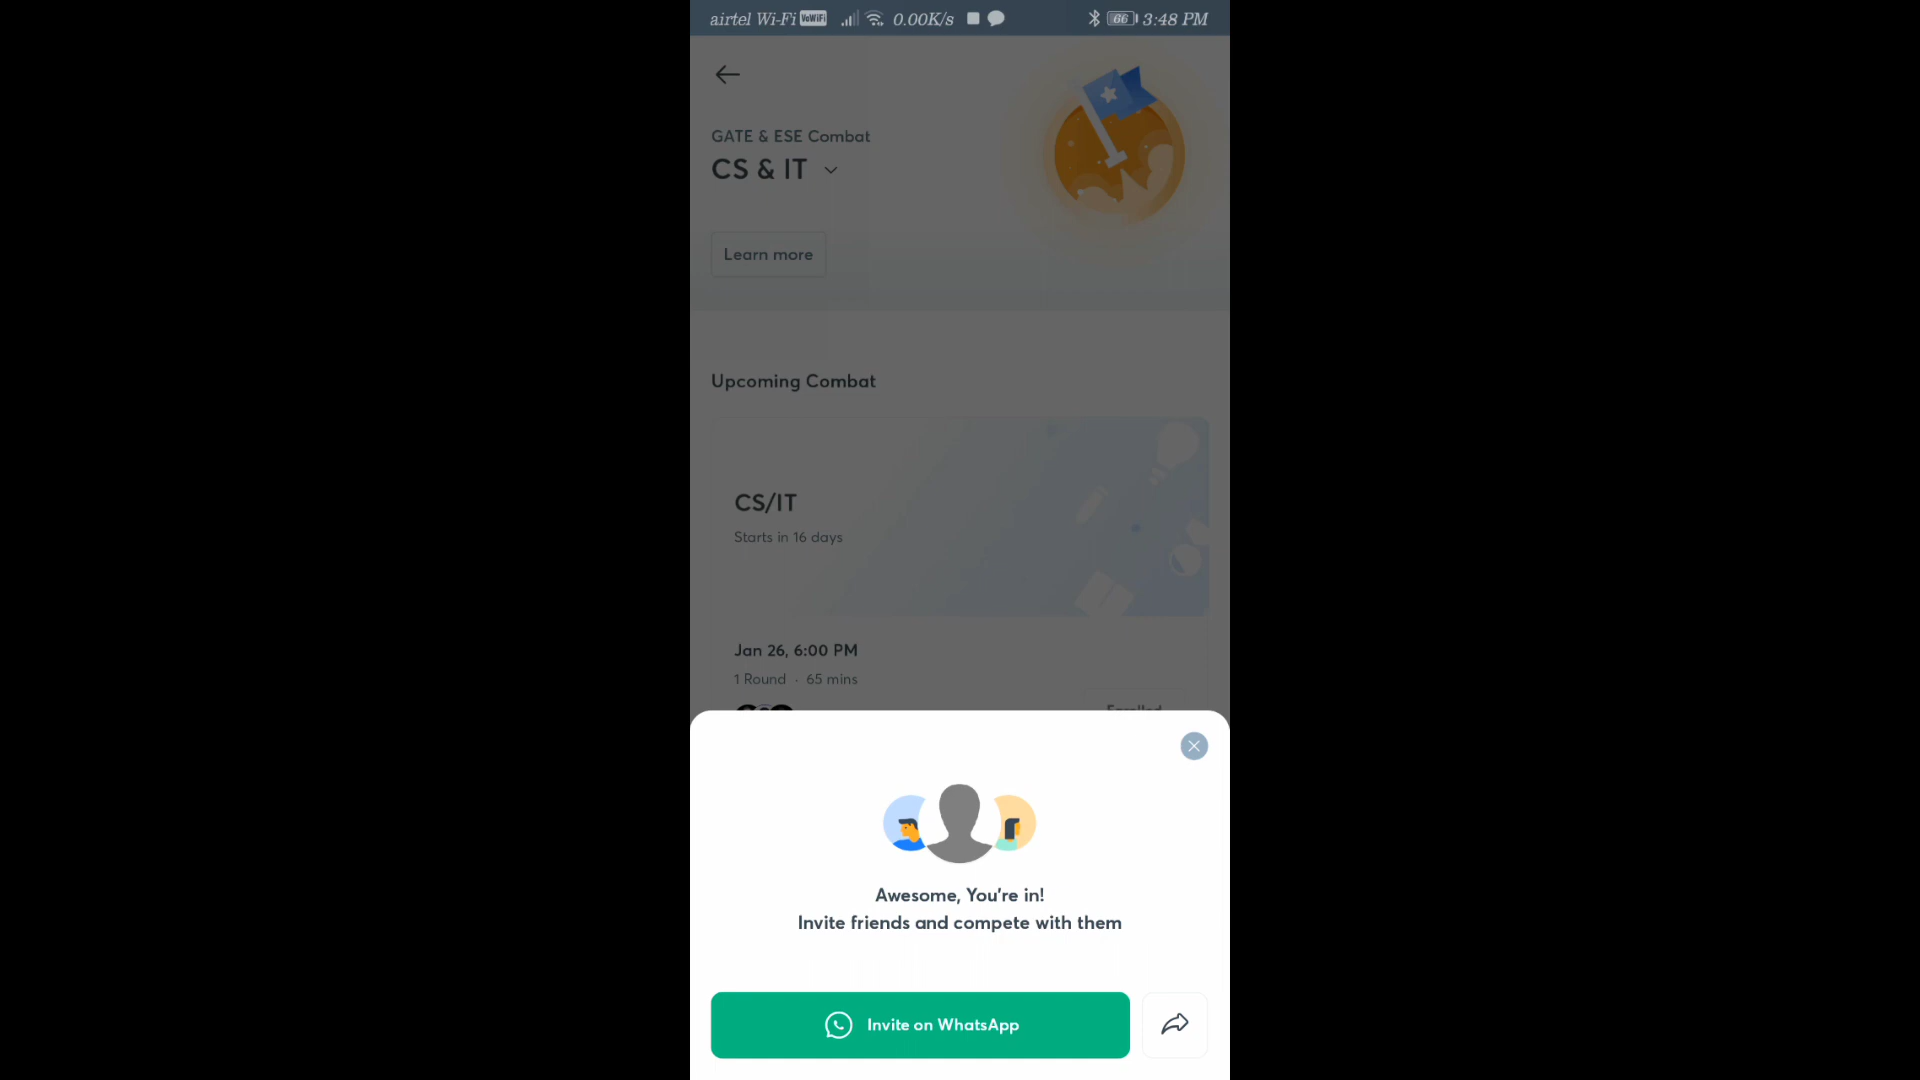 airtel Wi-Fi VoWiFi 0.00K/s 66 3:48 PM
GATE & ESE Combat
CS & IT
Learn more
Upcoming Combat
CS/IT
Starts in 16 days
Jan 26, 6:00 PM
1 Round · 65 mins
Enrolled
Awesome, You're in!
Invite friends and compete with them
Invite on WhatsApp